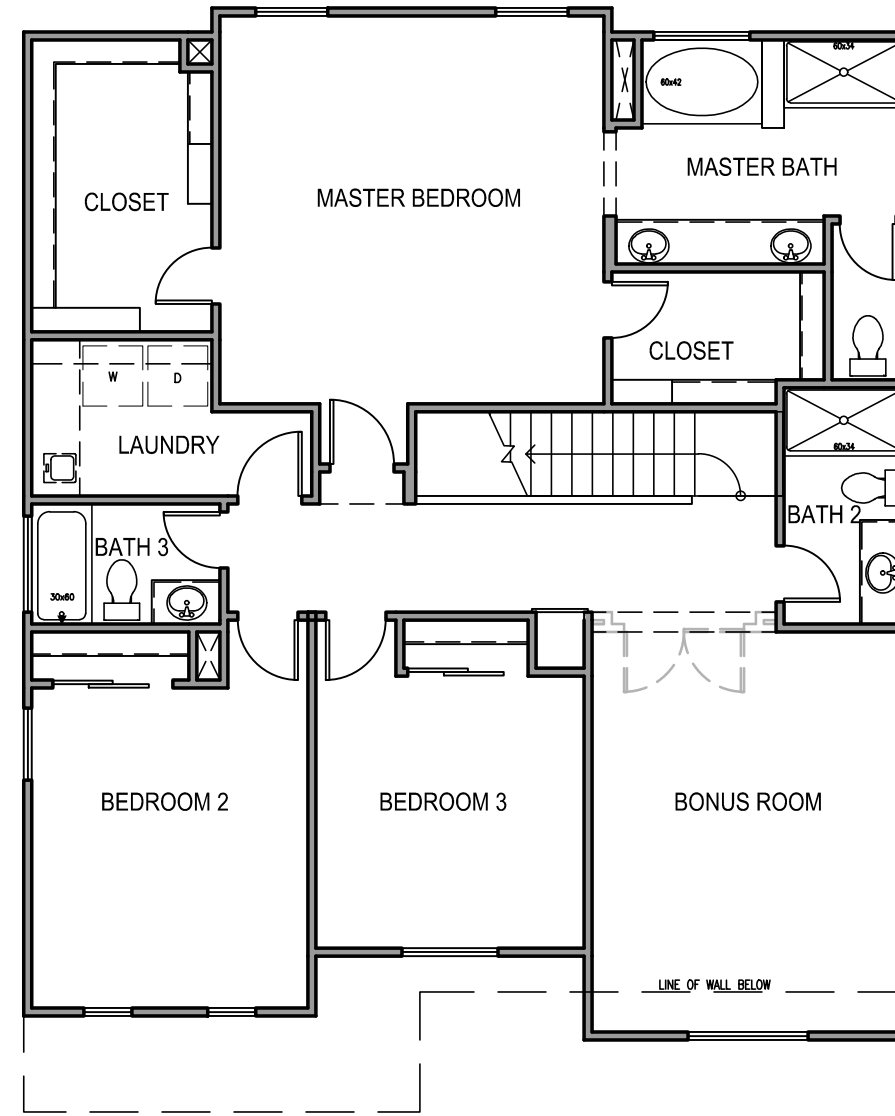 60x34
60x42
MASTER BATH
CLOSET
MASTER BEDROOM
CLOSET
W
D
LAUNDRY
60x34
BATH 2
BATH 3
30x60
BEDROOM 2
BEDROOM 3
BONUS ROOM
LINE OF WALL BELOW